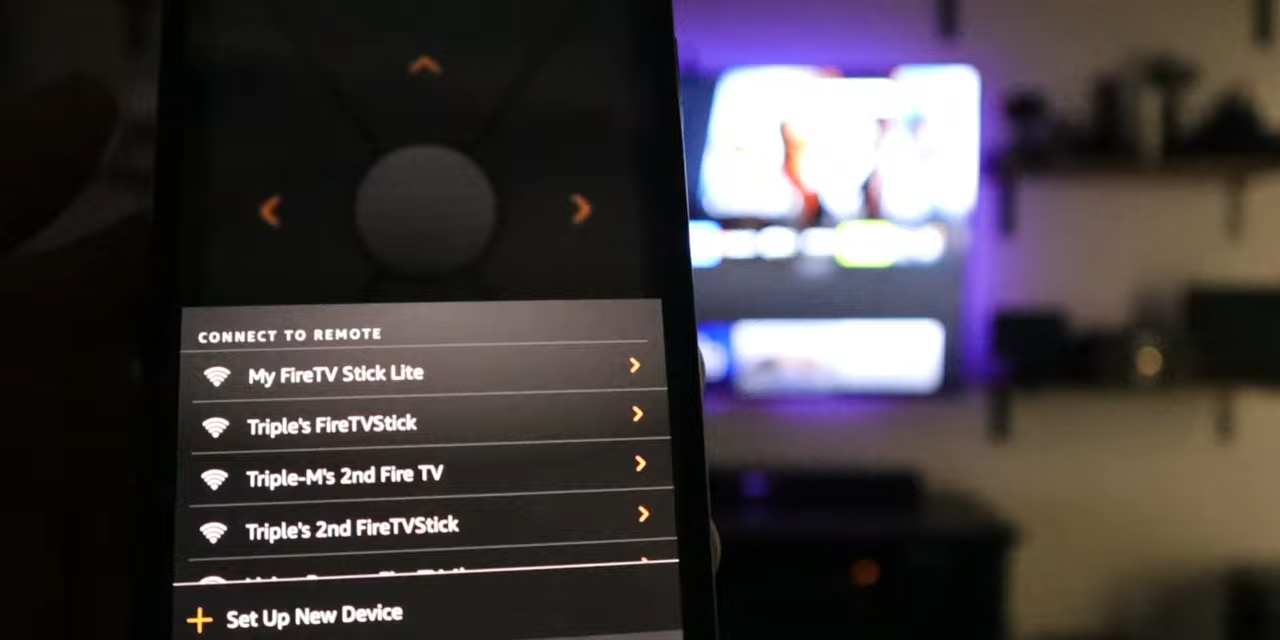 CONNECT TO REMOTE
My FireTV Stick Lite
Triple's FireTVStick
Triple-M's 2nd Fire TV
Triple's 2nd FireTVStick
Set Up New Device